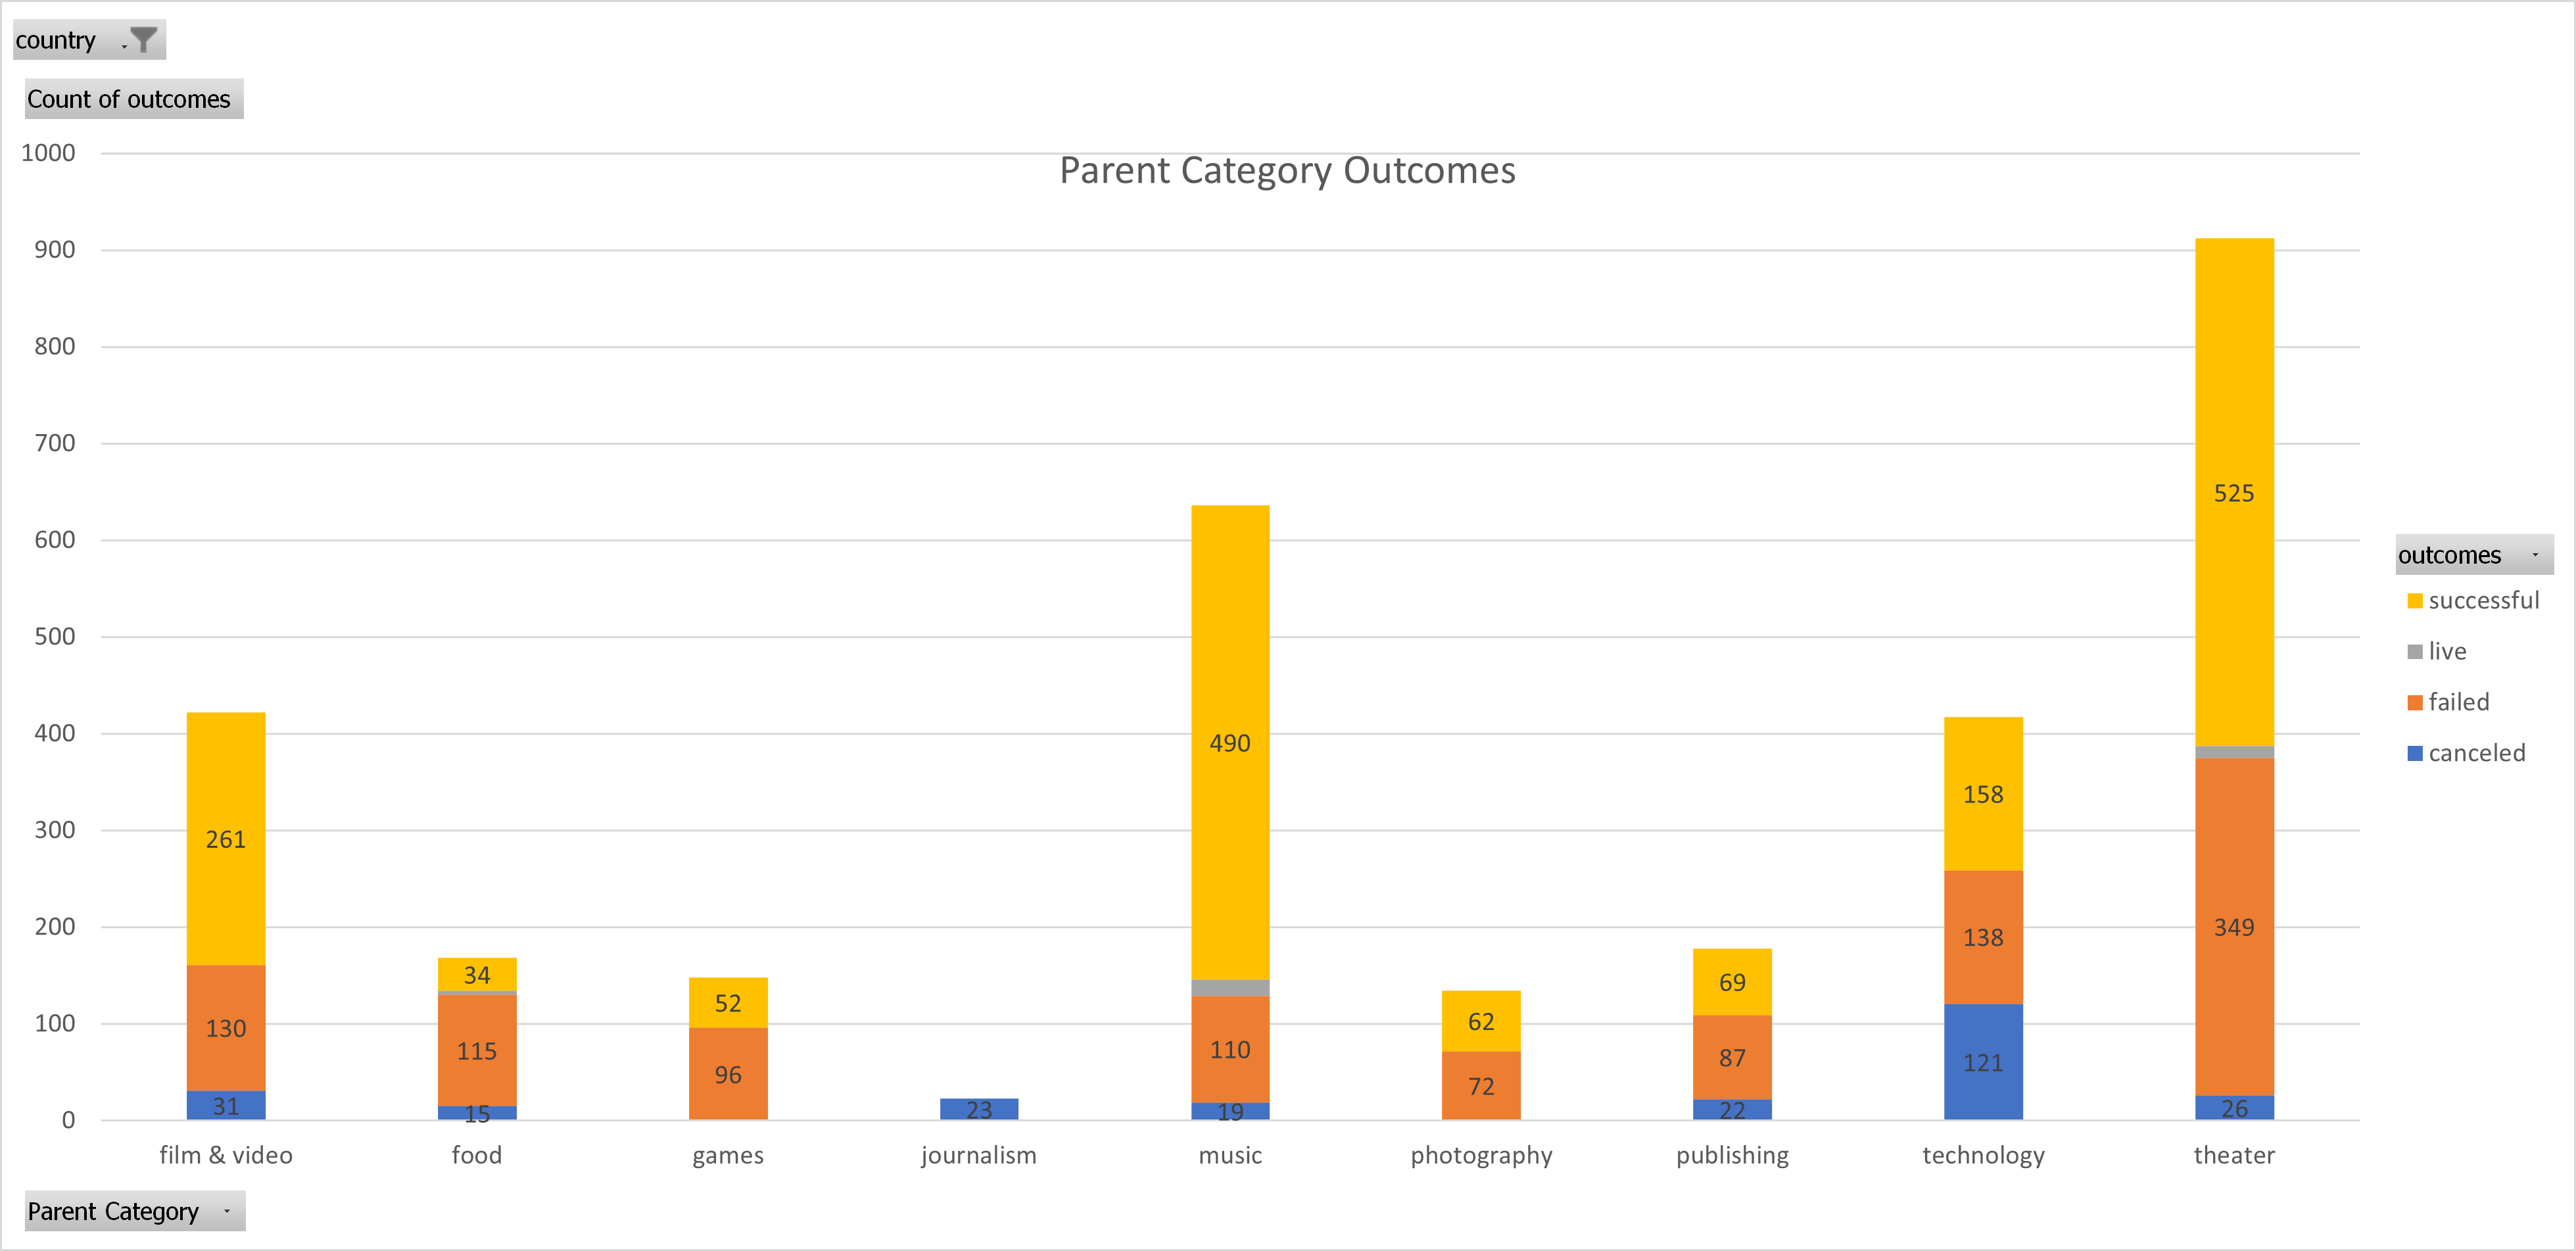 country
Count of outcomes
Parent Category Outcomes
1000
900
800
700
600
500
400
300
200
100
0
261
130
31
34
115
15
52
96
23
490
110
19
62
72
69
87
22
158
138
121
525
349
26
film & video
food
games
journalism
music
photography
publishing
technology
theater
outcomes
successful
live
failed
canceled
Parent Category